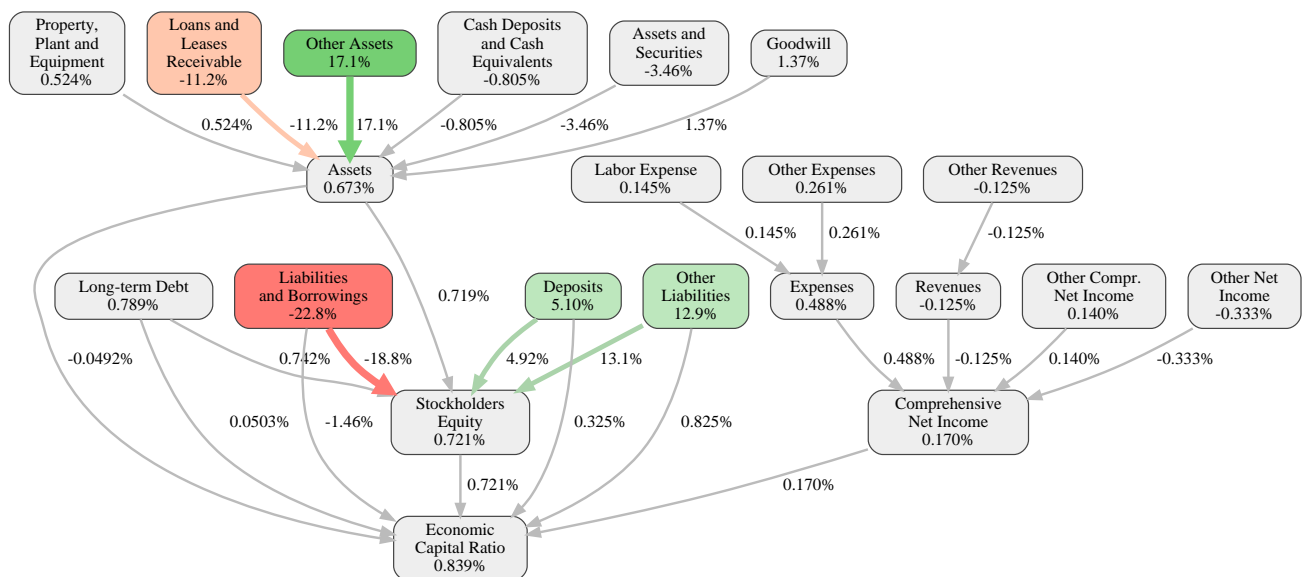 Property,
Plant and
Equipment
0.524%
Loans and
Leases
Receivable
-11.2%
Other Assets
17.1%
Cash Deposits
and Cash
Equivalents
-0.805%
Assets and
Securities
-3.46%
Goodwill
1.37%
0.524%
-11.2%
17.1%
-0.805%
-3.46%
1.37%
Assets
0.673%
Labor Expense
0.145%
Other Expenses
0.261%
Other Revenues
-0.125%
0.145%
0.261%
-0.125%
Long-term Debt
0.789%
Liabilities
and Borrowings
-22.8%
0.719%
Deposits
5.10%
Other
Liabilities
12.9%
Expenses
0.488%
Revenues
-0.125%
Other Compr.
Net Income
0.140%
Other Net
Income
-0.333%
-0.0492%
0.742%
-18.8%
4.92%
13.1%
0.488%
-0.125%
0.140%
-0.333%
0.0503%
-1.46%
Stockholders
Equity
0.721%
0.325%
0.825%
Comprehensive
Net Income
0.170%
0.721%
0.170%
Economic
Capital Ratio
0.839%